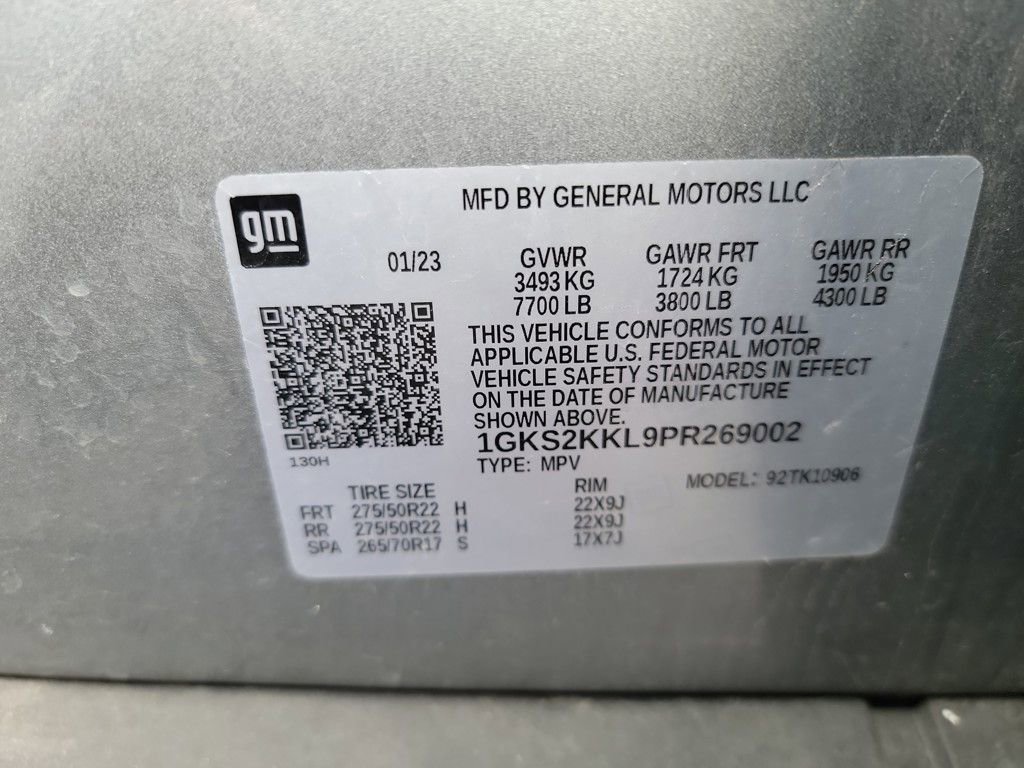 gm
MFD BY GENERAL MOTORS LLC
01/23 GVWR GAWR FRT GAWR RR
3493 KG 1724 KG 1950 KG
7700 LB 3800 LB 4300 LB
THIS VEHICLE CONFORMS TO ALL
APPLICABLE U.S. FEDERAL MOTOR
VEHICLE SAFETY STANDARDS IN EFFECT
ON THE DATE OF MANUFACTURE
SHOWN ABOVE.
1GKS2KKL9PR269002
130H
TYPE: MPV MODEL: 92TK10906
TIRE SIZE RIM
FRT 275/50R22 H 22X9J
RR 275/50R22 H 22X9J
SPA 265/70R17 S 17X7J